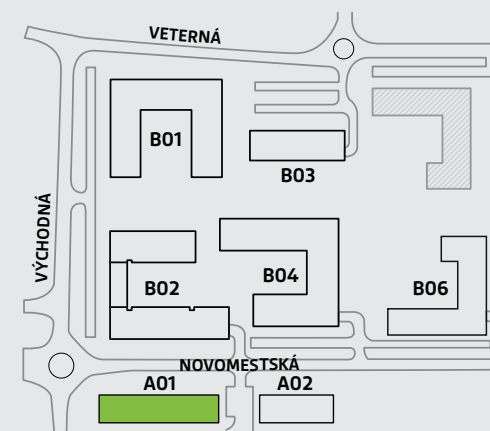 VETERNÁ
B01
B03
VÝCHODNÁ
B02
B04
B06
NOVOMESTSKÁ
A01
A02